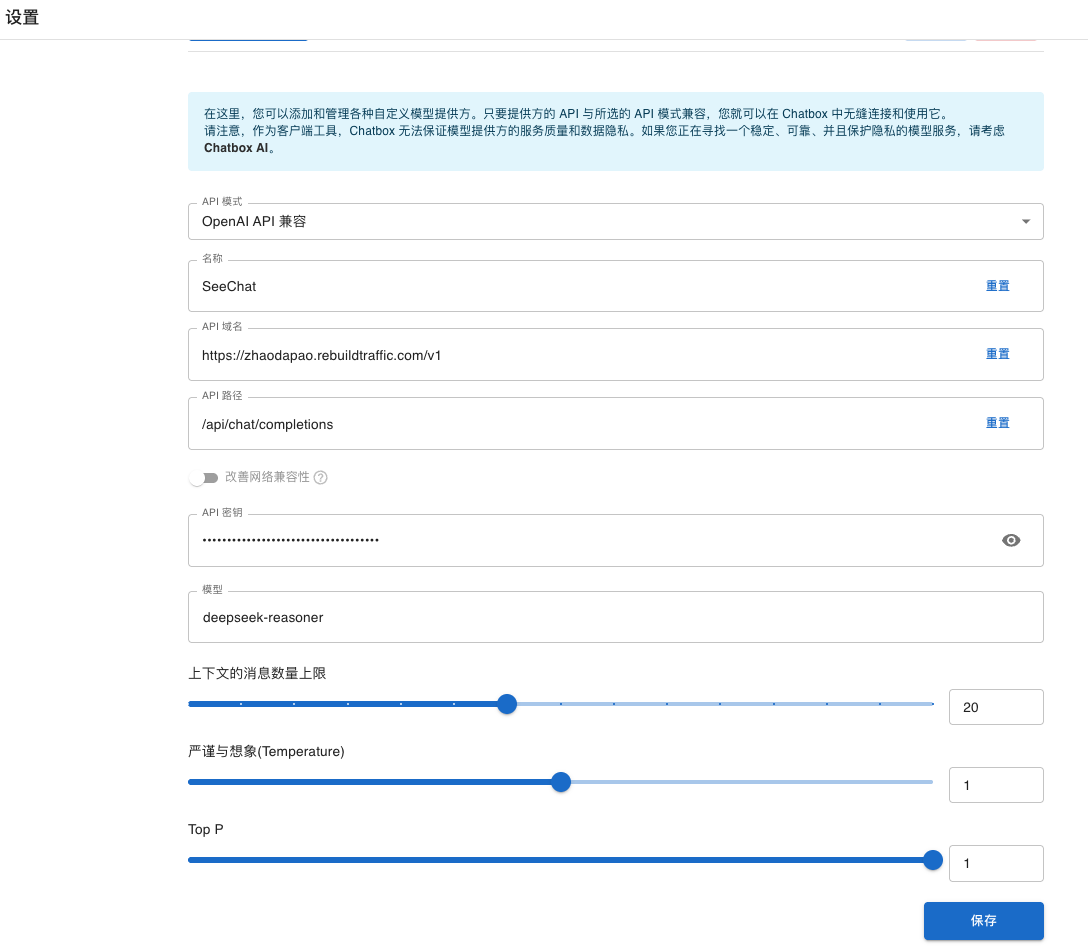 设置
在这里，您可以添加和管理各种自定义模型提供方。只要提供方的 API 与所选的 API 模式兼容，您就可以在 Chatbox 中无缝连接和使用它。
请注意，作为客户端工具，Chatbox 无法保证模型提供方的服务质量和数据隐私。如果您正在寻找一个稳定、可靠、并且保护隐私的模型服务，请考虑
Chatbox AI。
API 模式
OpenAI API 兼容
名称
SeeChat
重置
API 域名
https://zhaodapao.rebuildtraffic.com/v1
重置
API 路径
/api/chat/completions
重置
改善网络兼容性
API 密钥
模型
deepseek-reasoner
上下文的消息数量上限
20
严谨与想象(Temperature)
1
Top P
1
保存